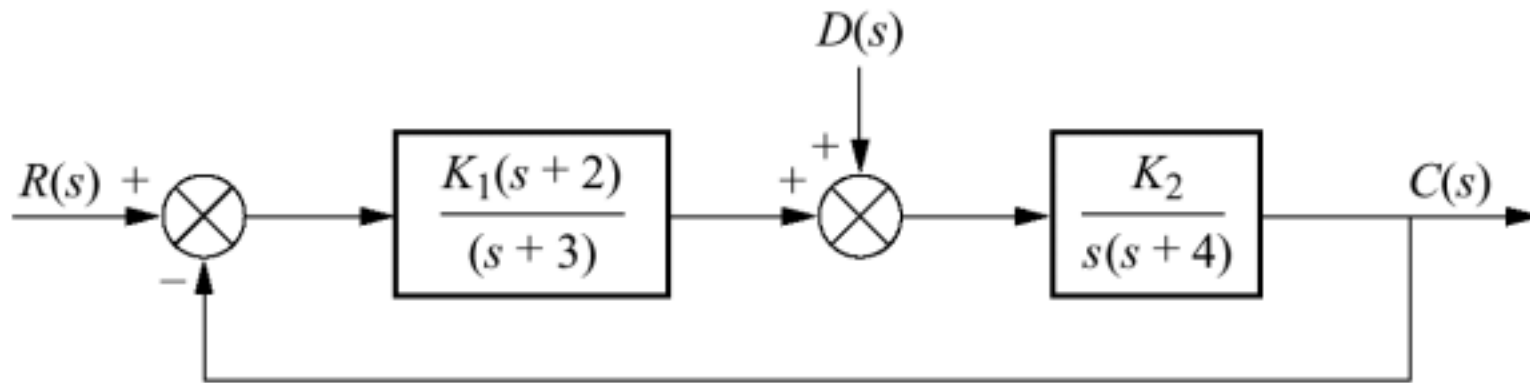 D(s)
+
R(s) +
−
K₁(s + 2)
(s + 3)
+
K₂
s(s + 4)
C(s)